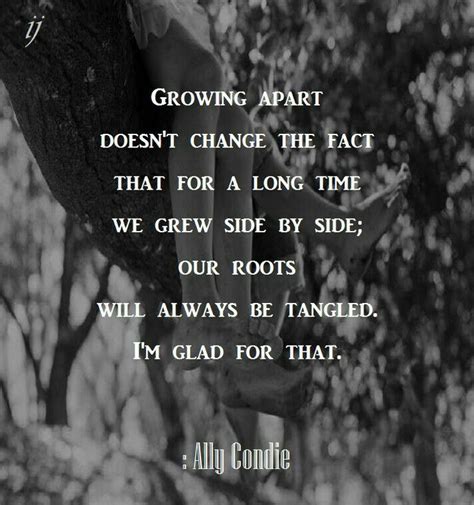 ij
Growing apart
doesn't change the fact
that for a long time
we grew side by side;
our roots
will always be tangled.
I'm glad for that.
: Ally Condie